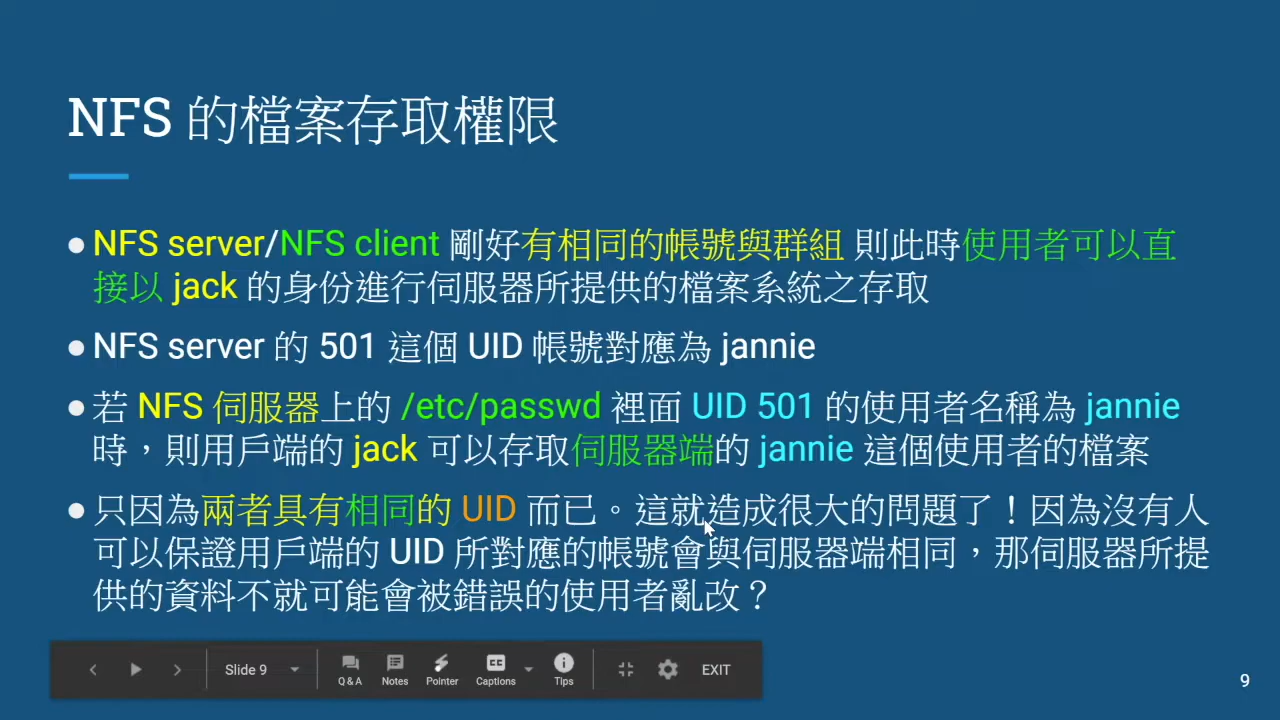 NFS 的檔案存取權限
●NFS server/NFS client 剛好有相同的帳號與群組 則此時使用者可以直
接以 jack 的身份進行伺服器所提供的檔案系統之存取
●NFS server 的 501 這個 UID 帳號對應為 jannie
●若 NFS 伺服器上的 /etc/passwd 裡面 UID 501 的使用者名稱為 jannie
時，則用戶端的 jack 可以存取伺服器端的 jannie 這個使用者的檔案
●只因為兩者具有相同的 UID 而已。這就造成很大的問題了！因為沒有人
可以保證用戶端的 UID 所對應的帳號會與伺服器端相同，那伺服器所提
供的資料不就可能會被錯誤的使用者亂改？
Slide 9
Q & A
Notes
Pointer
CC
Captions
Tips
EXIT
9